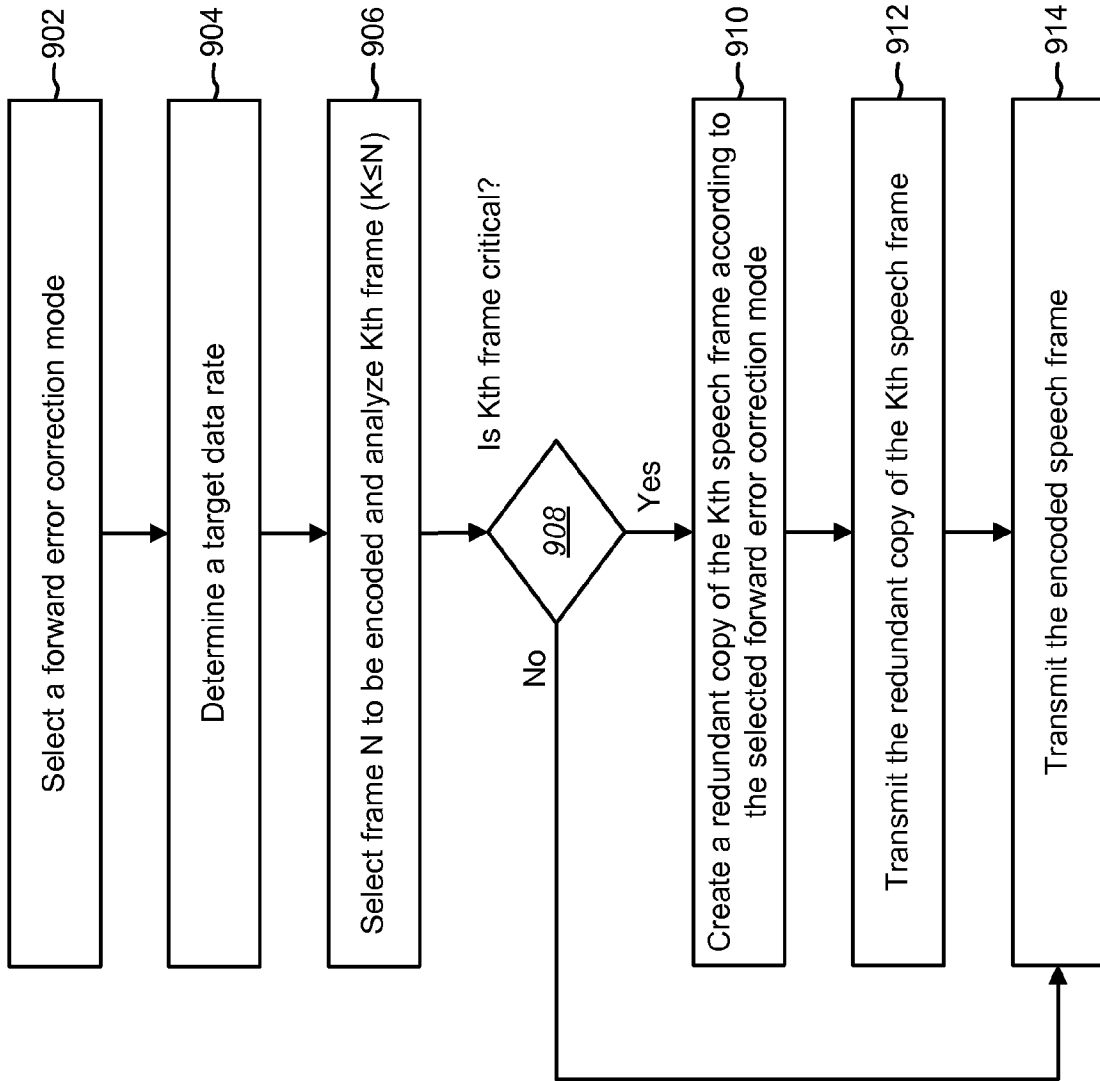 Select a forward error correction mode
902
Determine a target data rate
904
Select frame N to be encoded and analyze Kth frame (K≤N)
906
Is Kth frame critical?
908
Yes
No
Create a redundant copy of the Kth speech frame according to
the selected forward error correction mode
910
Transmit the redundant copy of the Kth speech frame
912
Transmit the encoded speech frame
914